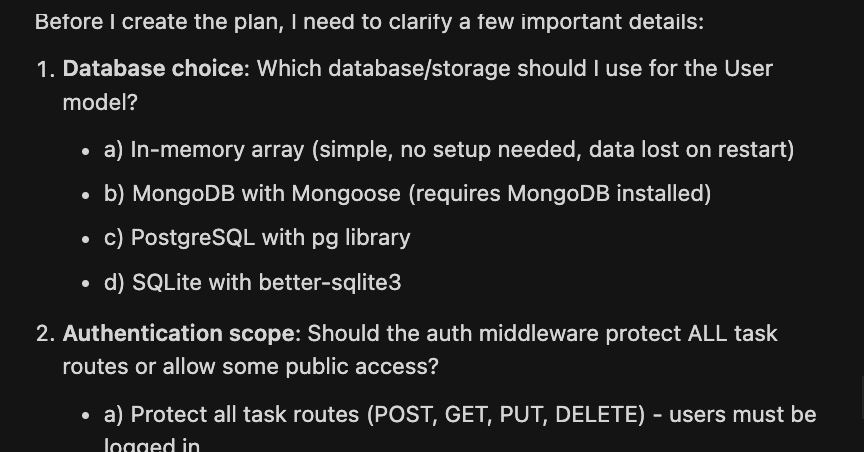 Before I create the plan, I need to clarify a few important details:
1. Database choice: Which database/storage should I use for the User
model?
• a) In-memory array (simple, no setup needed, data lost on restart)
• b) MongoDB with Mongoose (requires MongoDB installed)
• c) PostgreSQL with pg library
• d) SQLite with better-sqlite3
2. Authentication scope: Should the auth middleware protect ALL task
routes or allow some public access?
• a) Protect all task routes (POST, GET, PUT, DELETE) - users must be
logged in